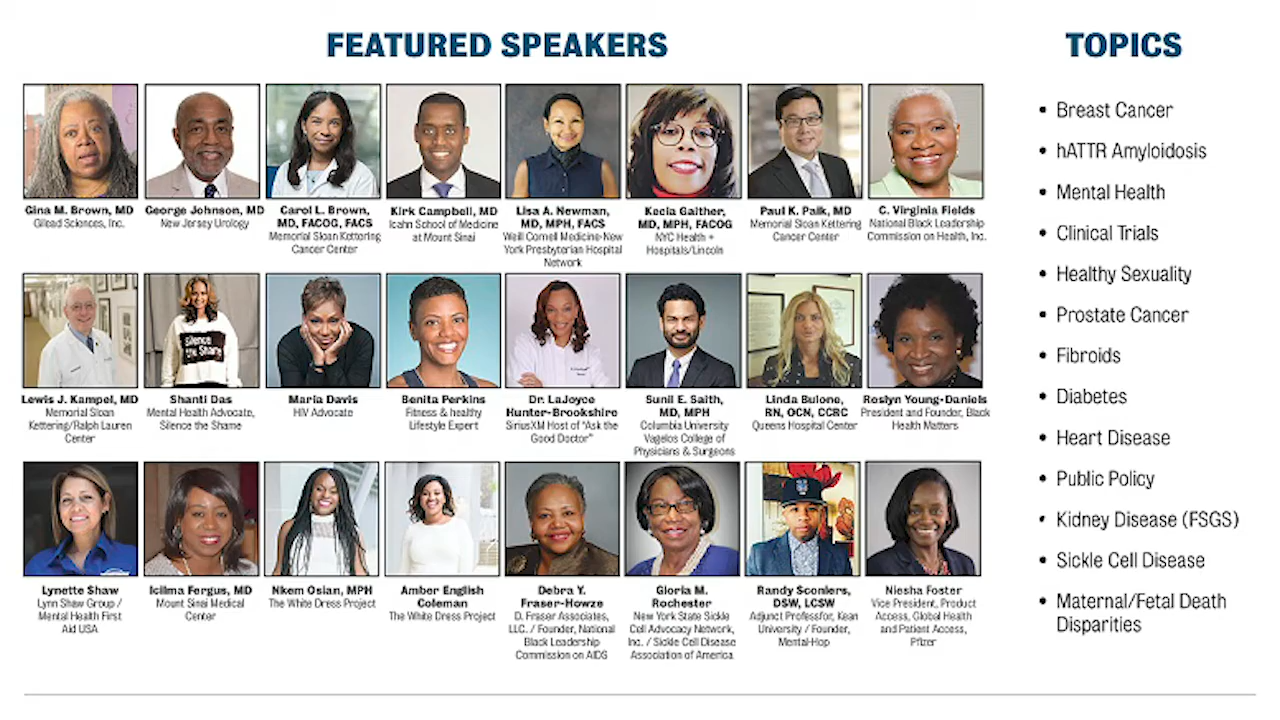 FEATURED SPEAKERS
Gina M. Brown, MD
Gilead Sciences, Inc.
George Johnson, MD
New Jersey Urology
Carol L. Brown,
MD, FACOG, FACS
Memorial Sloan Kettering
Cancer Center
Kirk Campbell, MD
Icahn School of Medicine
at Mount Sinai
Lisa A. Newman,
MD, MPH, FACS
Weill Cornell Medicine-New
York Presbyterian Hospital
Network
Kecia Gaither,
MD, MPH, FACOG
NYC Health +
Hospitals/Lincoln
Paul K. Paik, MD
Memorial Sloan Kettering
Cancer Center
C. Virginia Fields
National Black Leadership
Commission on Health, Inc.
Lewis J. Kampel, MD
Memorial Sloan
Kettering/Ralph Lauren
Center
Silence
the Shame
Shanti Das
Mental Health Advocate,
Silence the Shame
Maria Davis
HIV Advocate
Benita Perkins
Fitness & healthy
Lifestyle Expert
Dr. LaJoyce
Hunter-Brookshire
SiriusXM Host of "Ask the
Good Doctor"
Sunil E. Saith,
MD, MPH
Columbia University
Vagelos College of
Physicians & Surgeons
Linda Bulone,
RN, OCN, CCRC
Queens Hospital Center
Roslyn Young-Daniels
President and Founder, Black
Health Matters
Lynette Shaw
Lynn Shaw Group /
Mental Health First
Aid USA
Icilma Fergus, MD
Mount Sinai Medical
Center
Nkem Osian, MPH
The White Dress Project
Amber English
Coleman
The White Dress Project
Debra Y.
Fraser-Howze
D. Fraser Associates,
LLC. / Founder, National
Black Leadership
Commission on AIDS
Gloria M.
Rochester
New York State Sickle
Cell Advocacy Network,
Inc. / Sickle Cell Disease
Association of America
Randy Sconiers,
DSW, LCSW
Adjunct Professfor, Kean
University / Founder,
Mental-Hop
Niesha Foster
Vice President, Product
Access, Global Health
and Patient Access,
Pfizer
TOPICS
• Breast Cancer
• hATTR Amyloidosis
• Mental Health
• Clinical Trials
• Healthy Sexuality
• Prostate Cancer
• Fibroids
• Diabetes
• Heart Disease
• Public Policy
• Kidney Disease (FSGS)
• Sickle Cell Disease
• Maternal/Fetal Death
Disparities